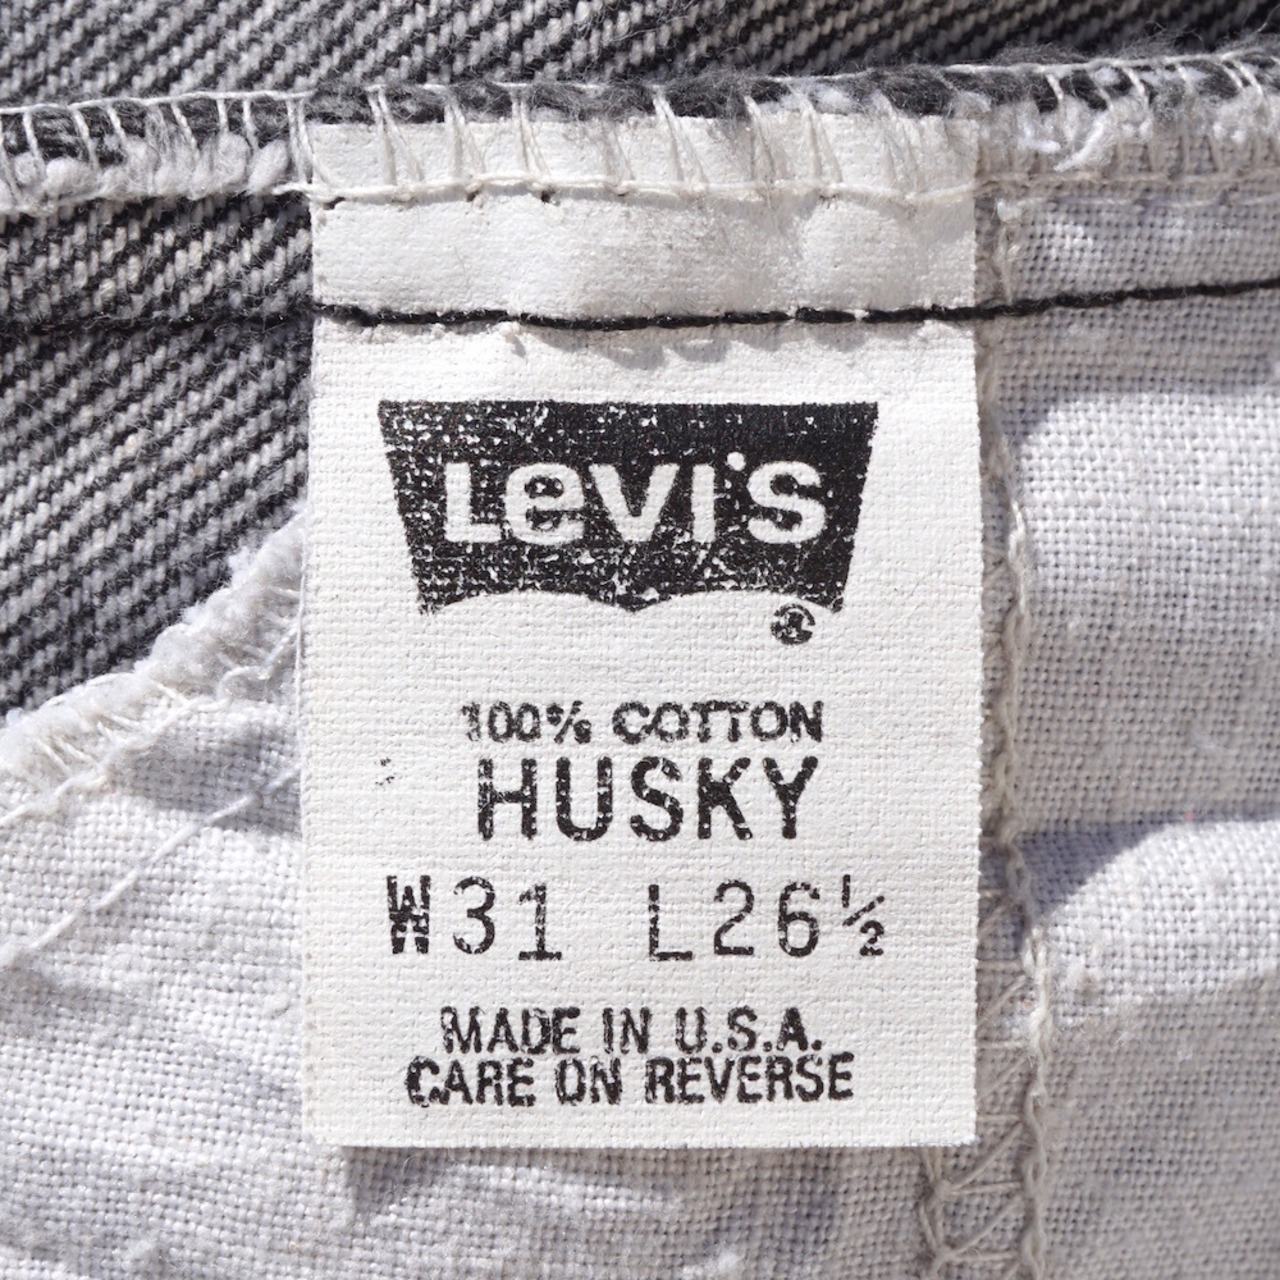 Levi's
®
100% COTTON
HUSKY
W31 L26½
MADE IN U.S.A.
CARE ON REVERSE